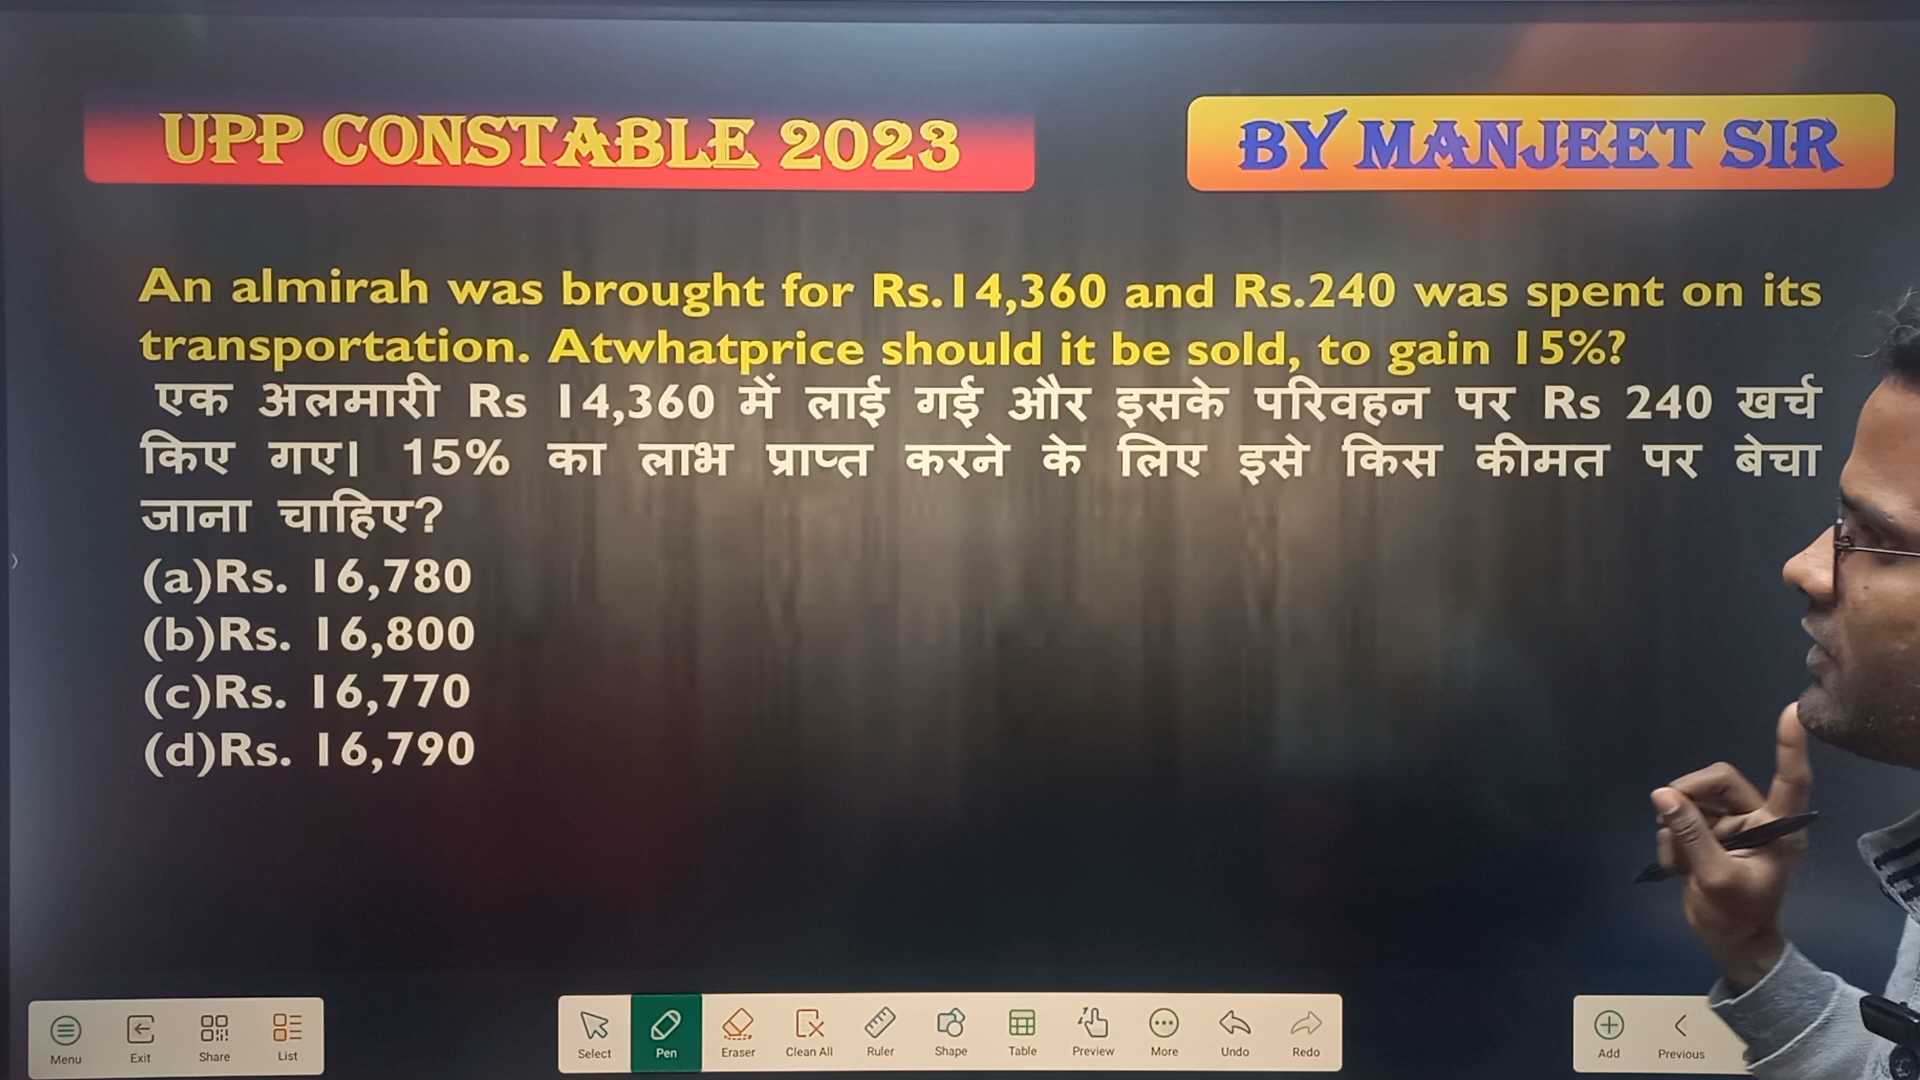 UPP CONSTABLE 2023
BY MANJEET SIR
An almirah was brought for Rs.14,360 and Rs.240 was spent on its
transportation. Atwhatprice should it be sold, to gain 15%?
एक अलमारी Rs 14,360 में लाई गई और इसके परिवहन पर Rs 240 खर्च
किए गए। 15% का लाभ प्राप्त करने के लिए इसे किस कीमत पर बेचा
जाना चाहिए?
(a)Rs. 16,780
(b)Rs. 16,800
(c)Rs. 16,770
(d)Rs. 16,790
Menu Exit Share List Select Pen Eraser Clean All Ruler Shape Table Preview More Undo Redo Add Previous